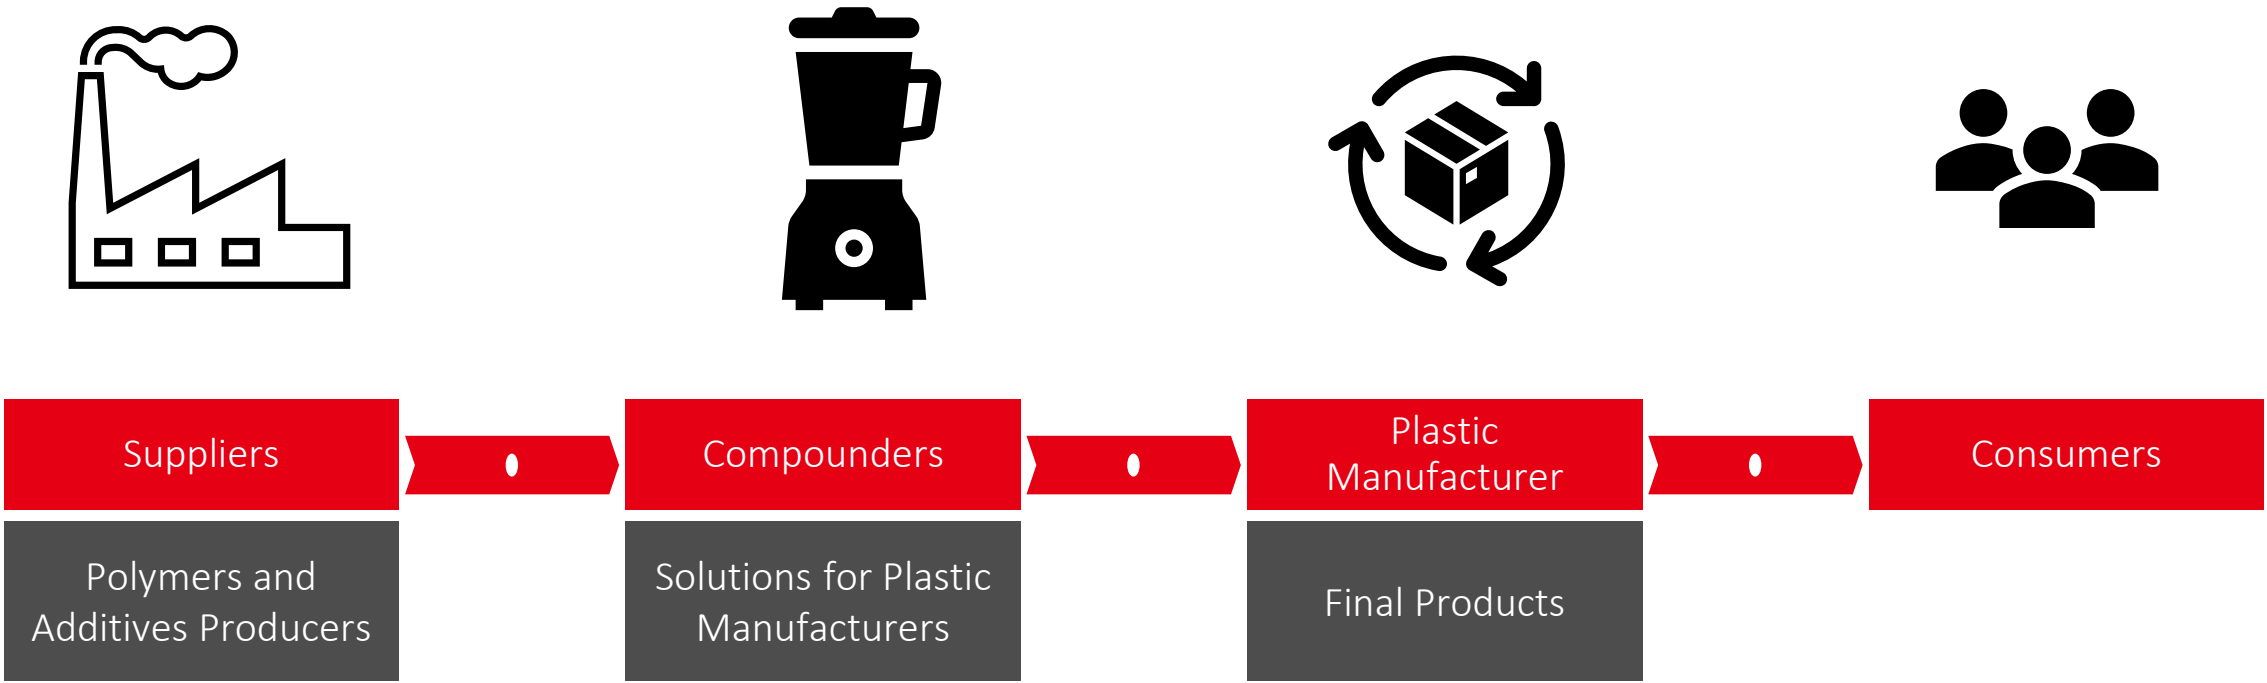 Suppliers
Compounders
Plastic
Manufacturer
Consumers
Polymers and
Additives Producers
Solutions for Plastic
Manufacturers
Final Products